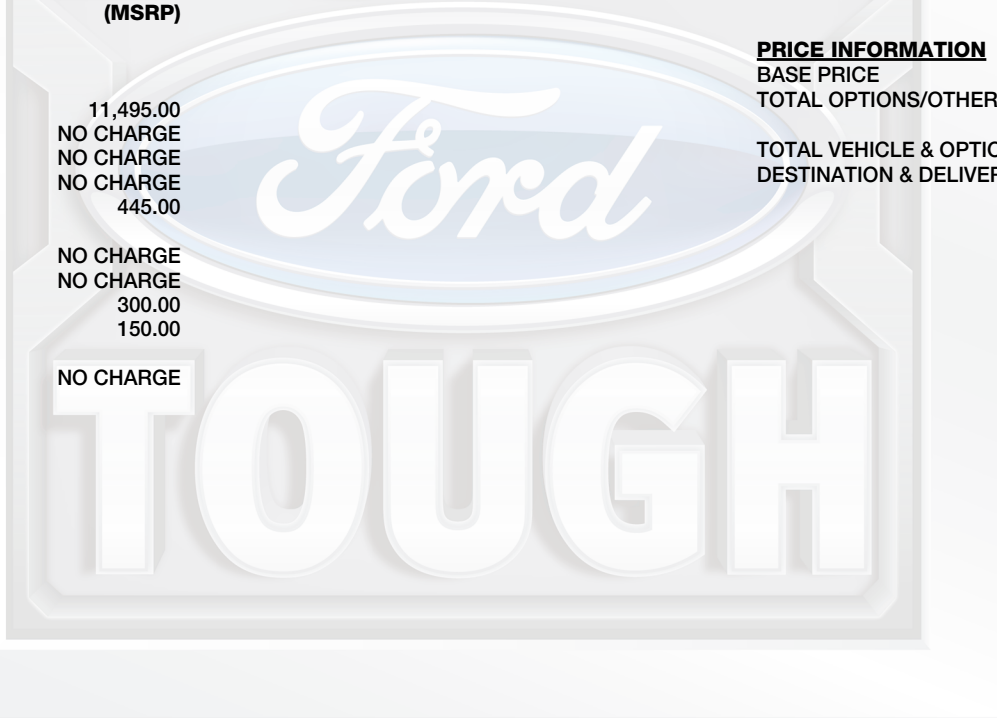 (MSRP)
11,495.00
NO CHARGE
NO CHARGE
NO CHARGE
445.00
NO CHARGE
NO CHARGE
300.00
150.00
NO CHARGE
PRICE INFORMATION
BASE PRICE
TOTAL OPTIONS/OTHER
TOTAL VEHICLE & OPTIO
DESTINATION & DELIVER
Ford
TOUGH